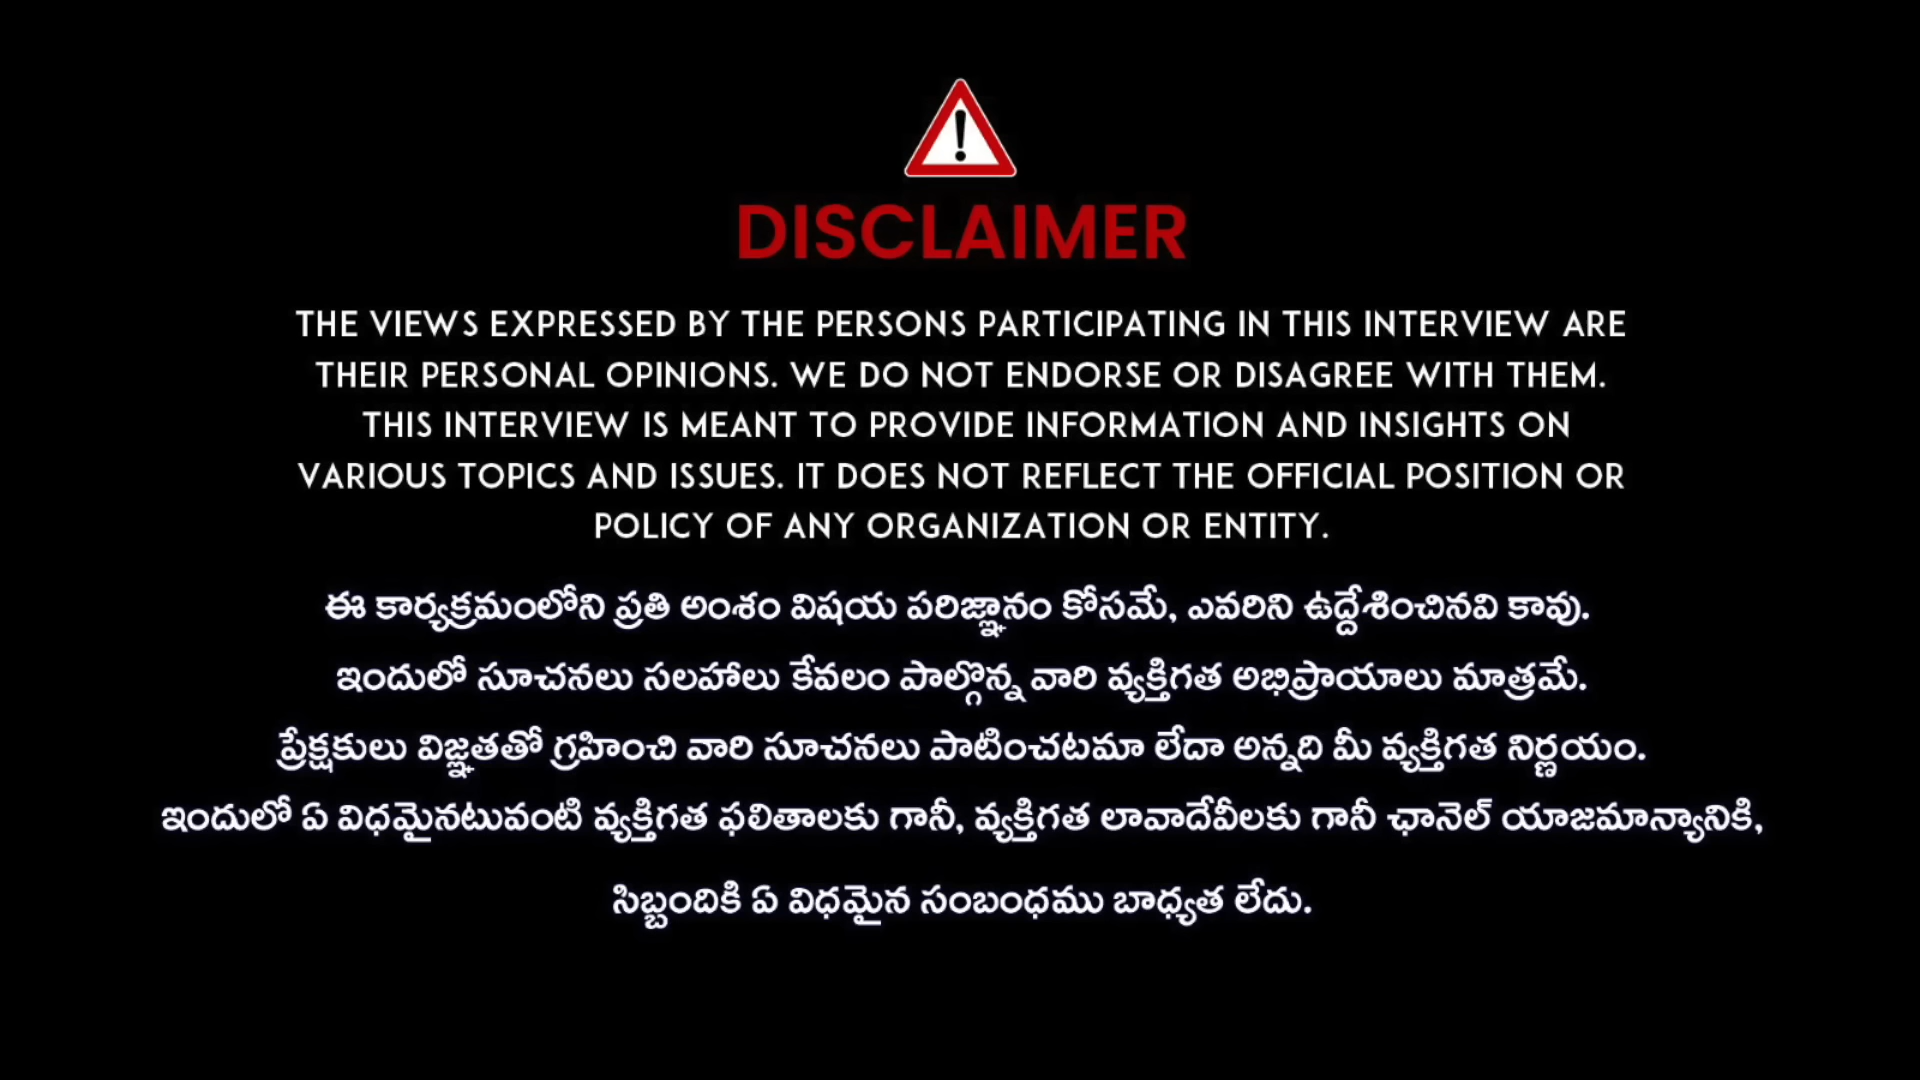 DISCLAIMER
THE VIEWS EXPRESSED BY THE PERSONS PARTICIPATING IN THIS INTERVIEW ARE
THEIR PERSONAL OPINIONS. WE DO NOT ENDORSE OR DISAGREE WITH THEM.
THIS INTERVIEW IS MEANT TO PROVIDE INFORMATION AND INSIGHTS ON
VARIOUS TOPICS AND ISSUES. IT DOES NOT REFLECT THE OFFICIAL POSITION OR
POLICY OF ANY ORGANIZATION OR ENTITY.
ఈ కార్యక్రమంలోని ప్రతి అంశం విషయ పరిజ్ఞానం కోసమే, ఎవరిని ఉద్దేశించినవి కావు.
ఇందులో సూచనలు సలహాలు కేవలం పాల్గొన్న వారి వ్యక్తిగత అభిప్రాయాలు మాత్రమే.
ప్రేక్షకులు విజ్ఞతతో గ్రహించి వారి సూచనలు పాటించటమా లేదా అన్నది మీ వ్యక్తిగత నిర్ణయం.
ఇందులో ఏ విధమైనటువంటి వ్యక్తిగత ఫలితాలకు గానీ, వ్యక్తిగత లావాదేవీలకు గానీ ఛానెల్ యాజమాన్యానికి,
సిబ్బందికి ఏ విధమైన సంబంధము బాధ్యత లేదు.